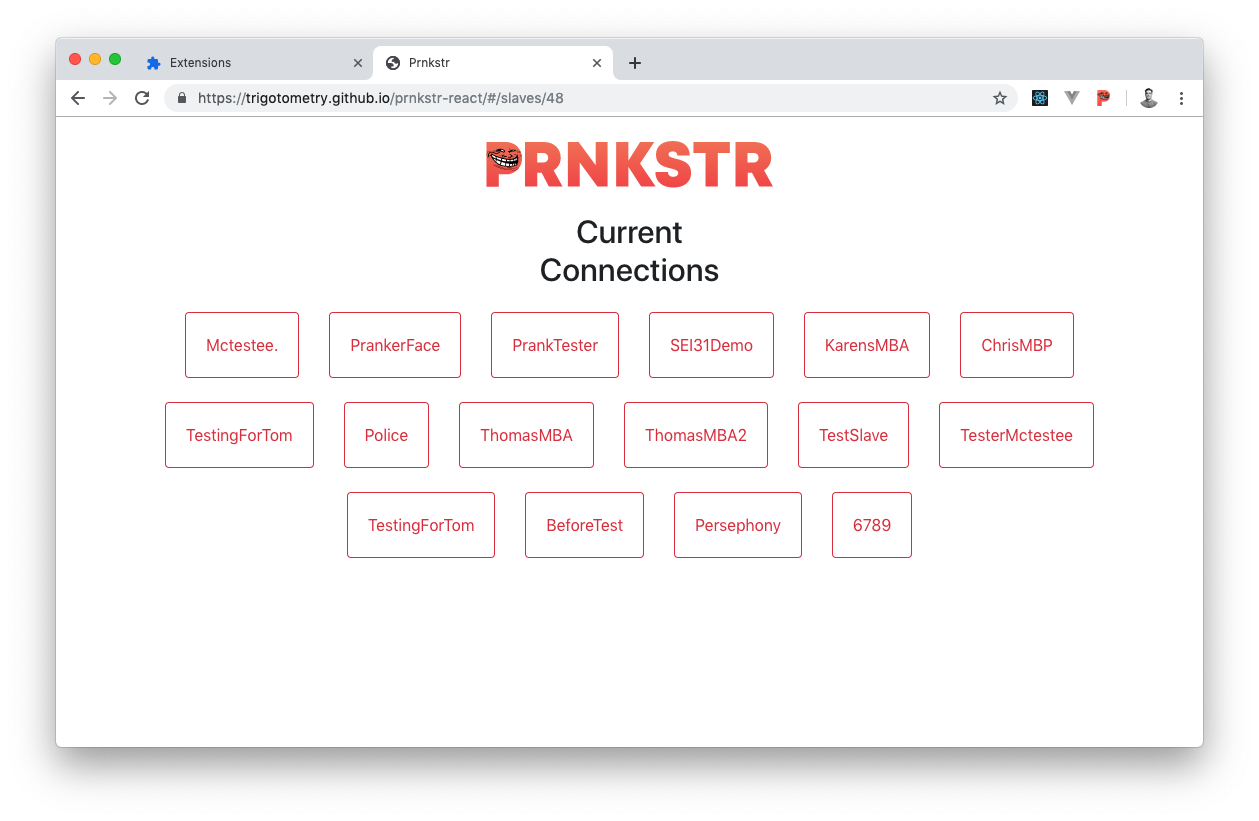 Extensions
Prnkstr
https://trigotometry.github.io/prnkstr-react/#/slaves/48
PRNKSTR
Current
Connections
Mctestee. PrankerFace PrankTester SEI31Demo KarensMBA ChrisMBP
TestingForTom Police ThomasMBA ThomasMBA2 TestSlave TesterMctestee
TestingForTom BeforeTest Persephony 6789